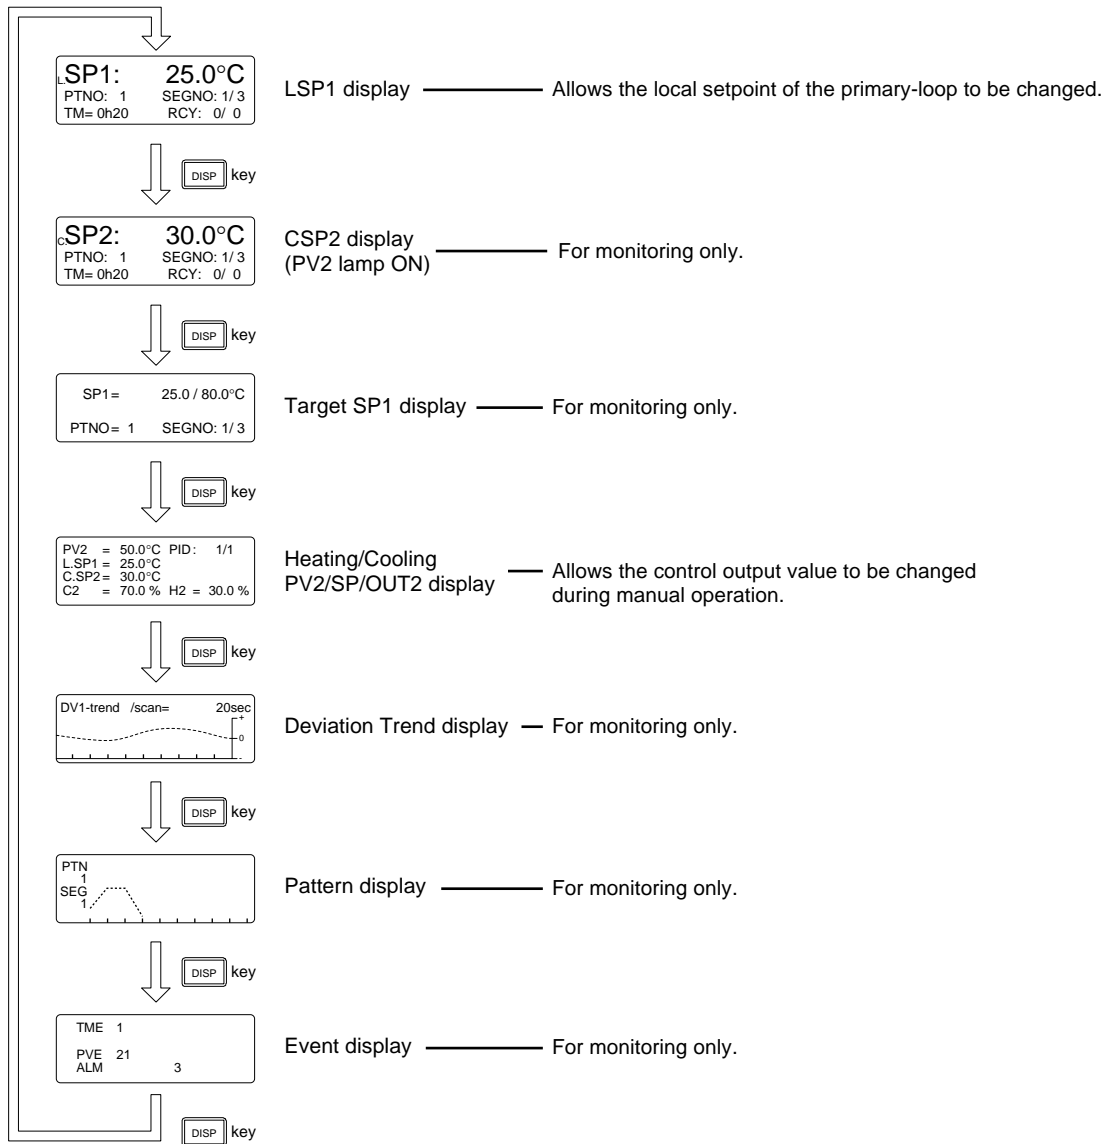 L.SP1: 25.0°C
PTNO: 1 SEGNO: 1/ 3
TM= 0h20 RCY: 0/ 0
LSP1 display
Allows the local setpoint of the primary-loop to be changed.
DISP key
C.SP2: 30.0°C
PTNO: 1 SEGNO: 1/ 3
TM= 0h20 RCY: 0/ 0
CSP2 display
(PV2 lamp ON)
For monitoring only.
DISP key
SP1= 25.0 / 80.0°C
PTNO= 1 SEGNO: 1/ 3
Target SP1 display
For monitoring only.
DISP key
PV2 = 50.0°C PID: 1/1
L.SP1 = 25.0°C
C.SP2= 30.0°C
C2 = 70.0 % H2 = 30.0 %
Heating/Cooling
PV2/SP/OUT2 display
Allows the control output value to be changed
during manual operation.
DISP key
DV1-trend /scan= 20sec
+
0
-
Deviation Trend display
For monitoring only.
DISP key
PTN
1
SEG
1
Pattern display
For monitoring only.
DISP key
TME 1
PVE 21
ALM 3
Event display
For monitoring only.
DISP key